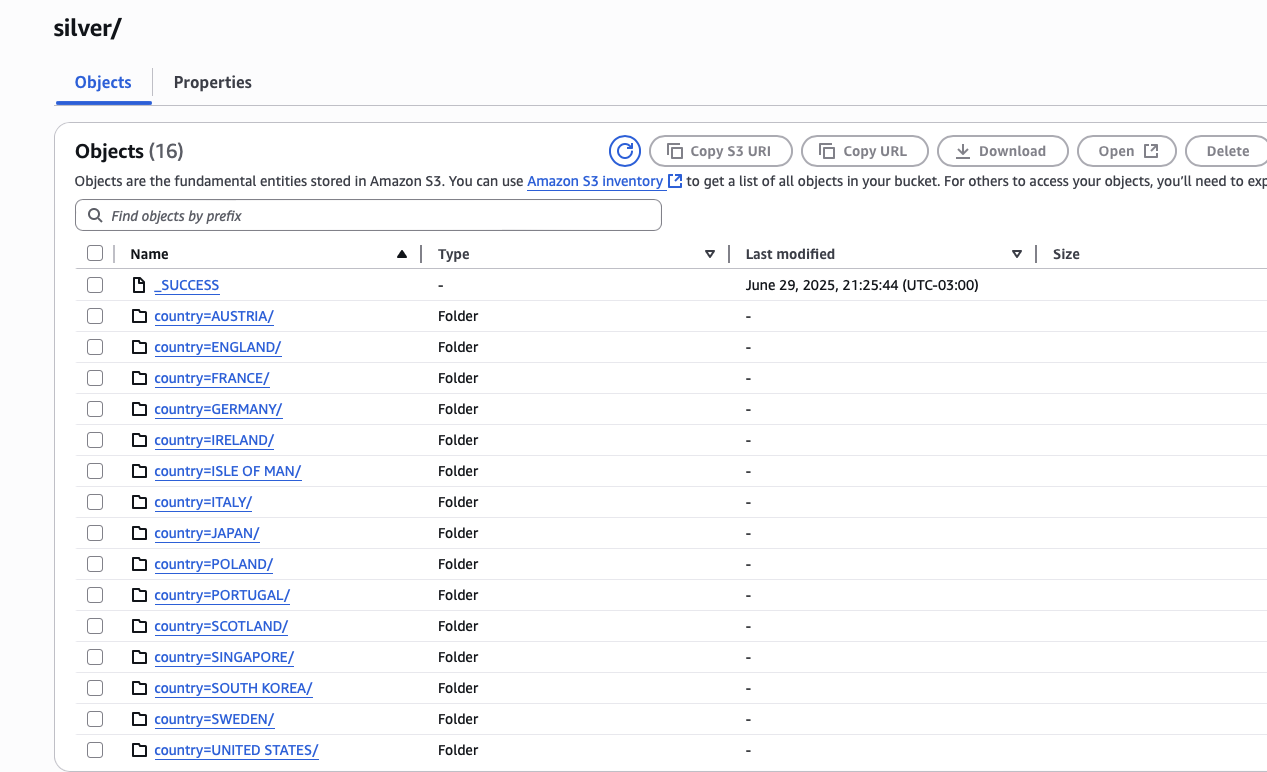 silver/
Objects Properties
Objects (16) Copy S3 URI Copy URL Download Open Delete
Objects are the fundamental entities stored in Amazon S3. You can use Amazon S3 inventory to get a list of all objects in your bucket. For others to access your objects, you'll need to exp
Find objects by prefix
Name Type Last modified Size
_SUCCESS - June 29, 2025, 21:25:44 (UTC-03:00)
country=AUSTRIA/ Folder -
country=ENGLAND/ Folder -
country=FRANCE/ Folder -
country=GERMANY/ Folder -
country=IRELAND/ Folder -
country=ISLE OF MAN/ Folder -
country=ITALY/ Folder -
country=JAPAN/ Folder -
country=POLAND/ Folder -
country=PORTUGAL/ Folder -
country=SCOTLAND/ Folder -
country=SINGAPORE/ Folder -
country=SOUTH KOREA/ Folder -
country=SWEDEN/ Folder -
country=UNITED STATES/ Folder -